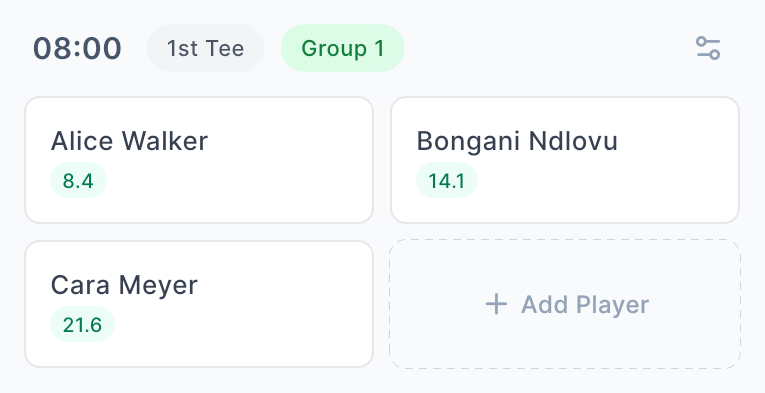 08:00 1st Tee Group 1
Alice Walker
8.4
Bongani Ndlovu
14.1
Cara Meyer
21.6
Add Player